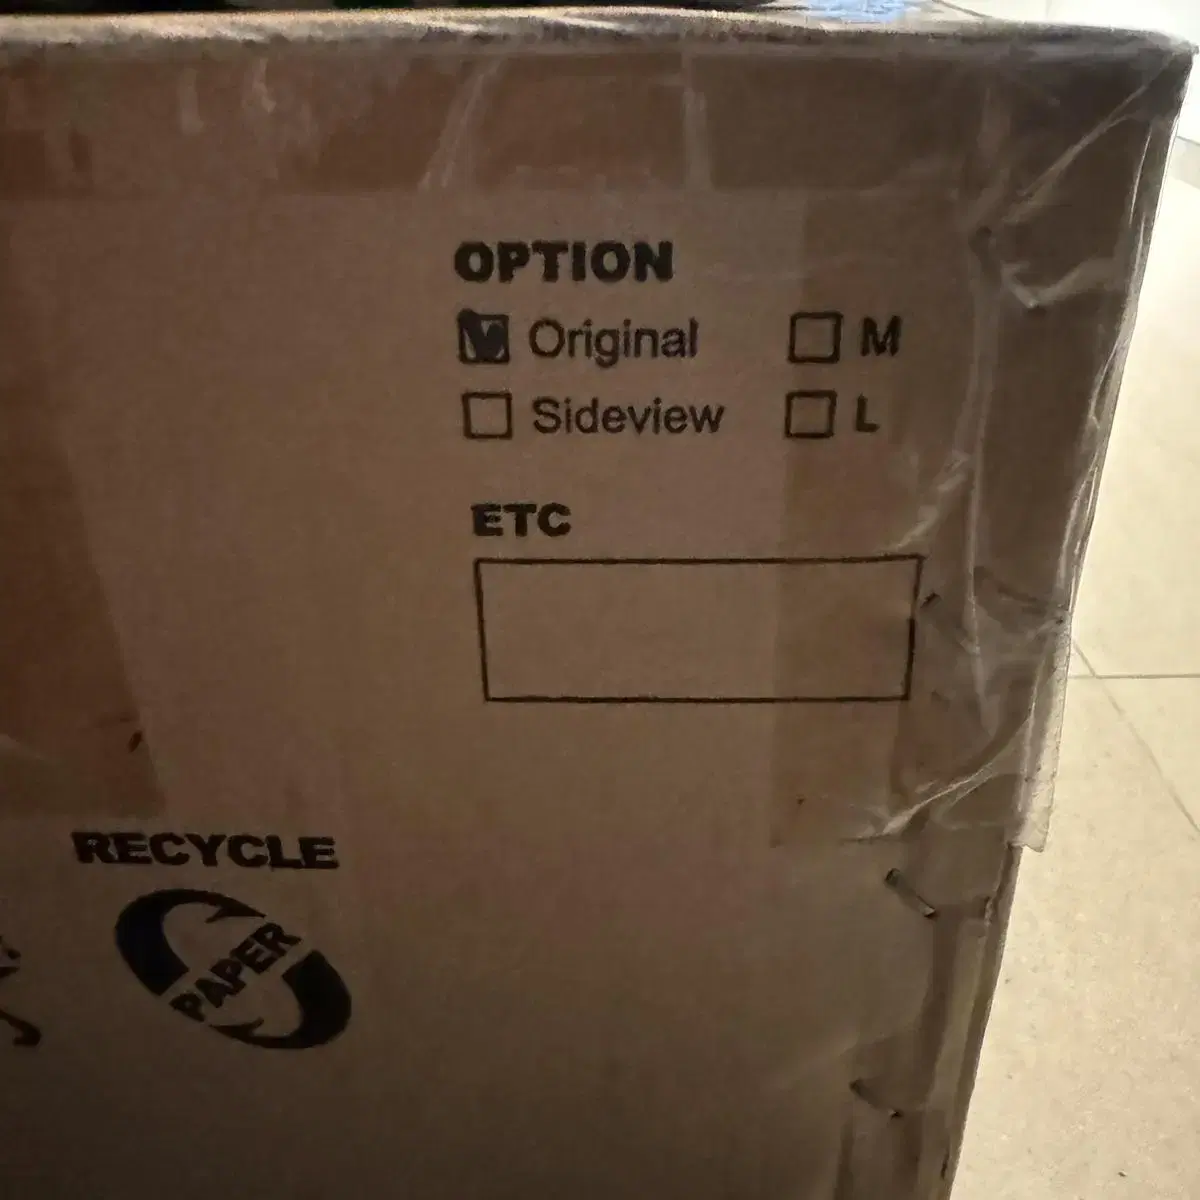 OPTION
Original M
Sideview L
ETC
RECYCLE
PAPER